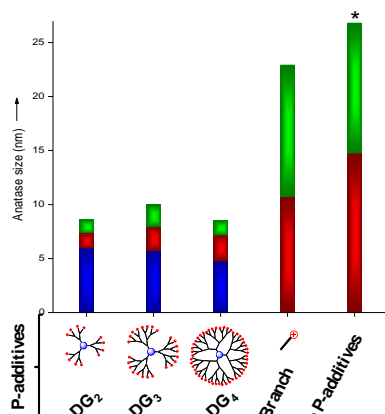 *
25
20
15
10
5
0
Anatase size (nm) →
P-additives
DG₂
DG₃
DG₄
Branch
P-additives